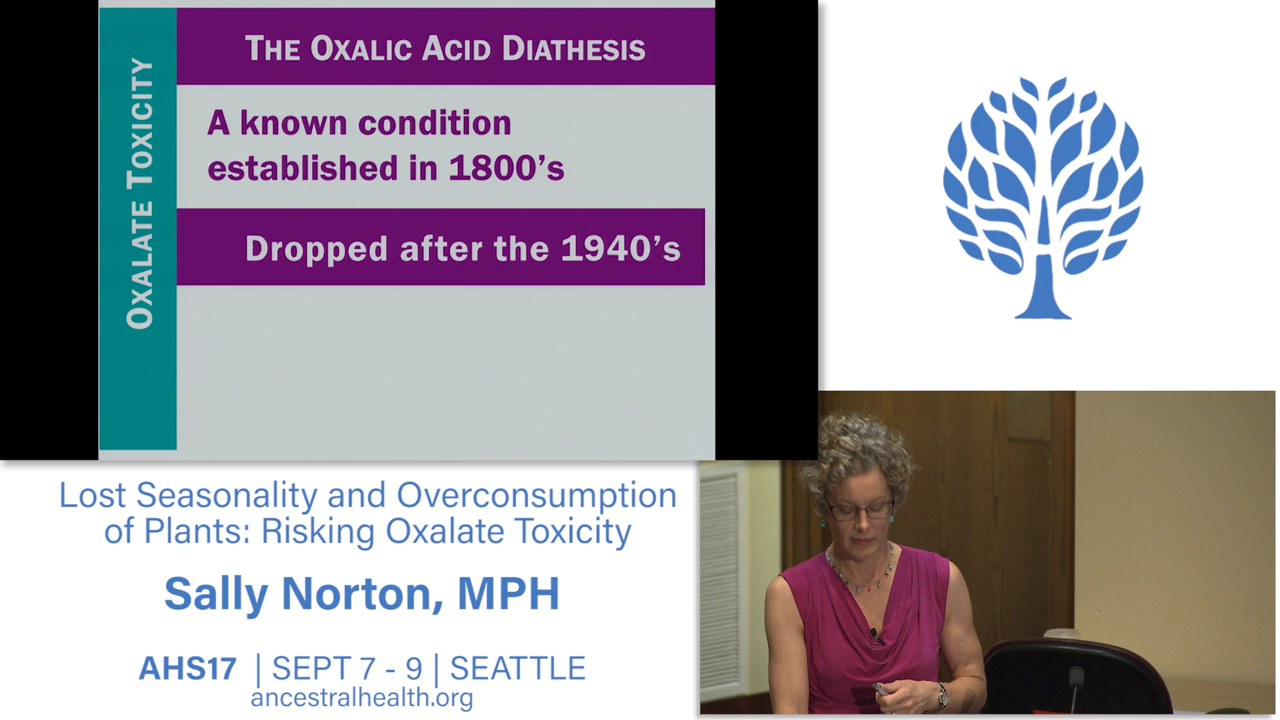 THE OXALIC ACID DIATHESIS
OXALATE TOXICITY
A known condition
established in 1800's
Dropped after the 1940's
Lost Seasonality and Overconsumption
of Plants: Risking Oxalate Toxicity
Sally Norton, MPH
AHS17 | SEPT 7 - 9 | SEATTLE
ancestralhealth.org